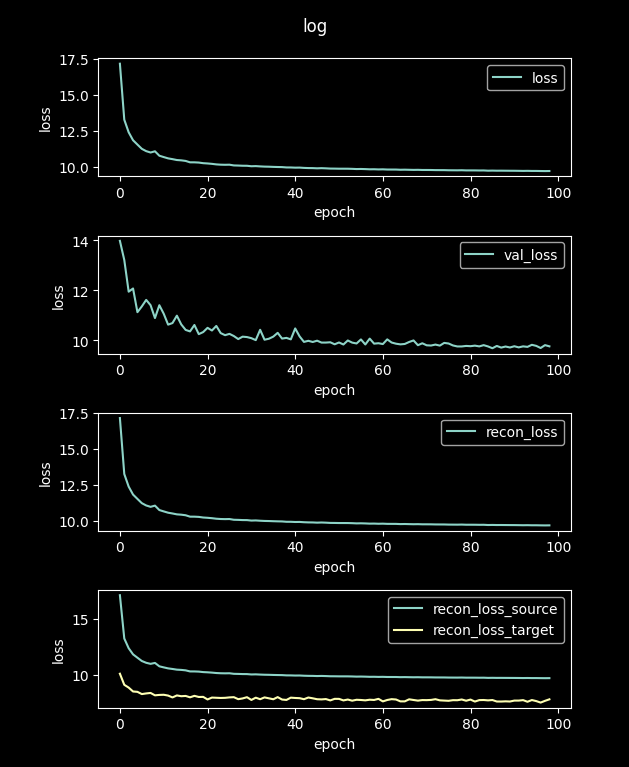 log
17.5
15.0
12.5
10.0
loss
loss
0 20 40 60 80 100
epoch
14
12
10
loss
val_loss
0 20 40 60 80 100
epoch
17.5
15.0
12.5
10.0
loss
recon_loss
0 20 40 60 80 100
epoch
15
10
loss
recon_loss_source
recon_loss_target
0 20 40 60 80 100
epoch